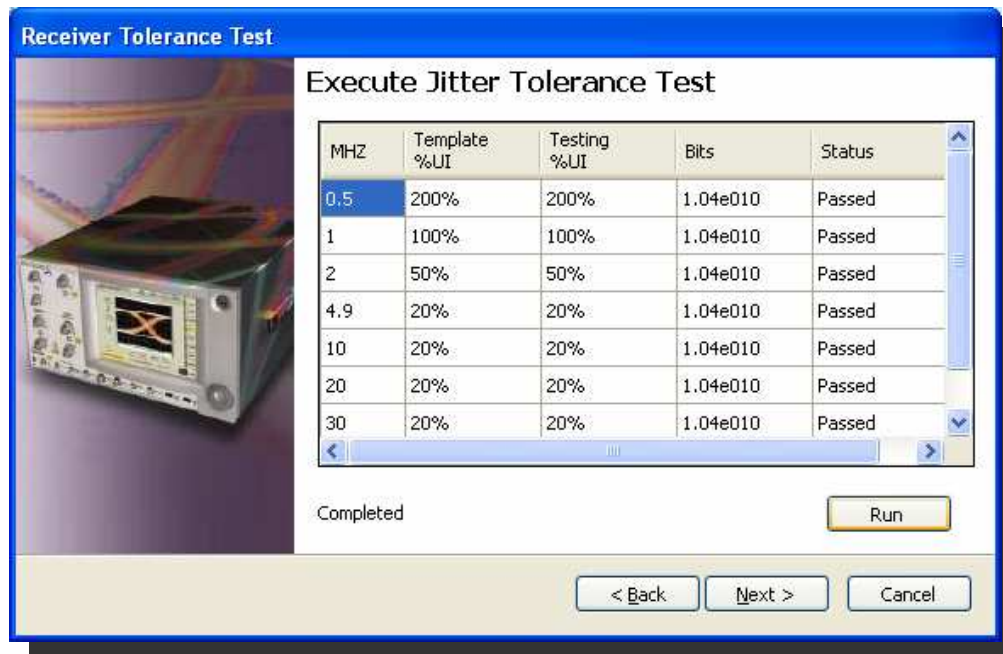 Receiver Tolerance Test
Execute Jitter Tolerance Test
MHZ Template %UI Testing %UI Bits Status
0.5 200% 200% 1.04e010 Passed
1 100% 100% 1.04e010 Passed
2 50% 50% 1.04e010 Passed
4.9 20% 20% 1.04e010 Passed
10 20% 20% 1.04e010 Passed
20 20% 20% 1.04e010 Passed
30 20% 20% 1.04e010 Passed
Completed
Run
< Back Next > Cancel